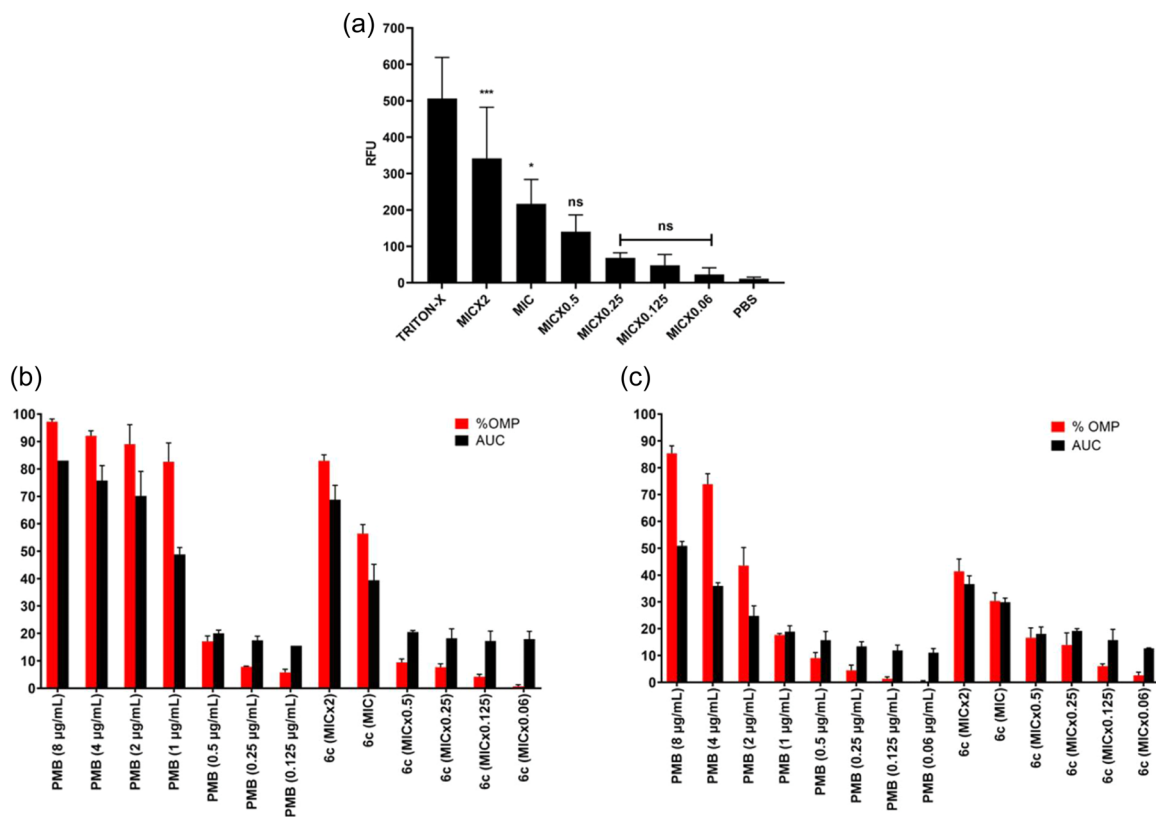 (a)
700
600
500
400
300
200
100
0
RFU
***
*
ns
ns
TRITON-X
MICX2
MIC
MICX0.5
MICX0.25
MICX0.125
MICX0.06
PBS
(b)
100
90
80
70
60
50
40
30
20
10
0
%OMP
AUC
PMB (8 µg/mL)
PMB (4 µg/mL)
PMB (2 µg/mL)
PMB (1 µg/mL)
PMB (0.5 µg/mL)
PMB (0.25 µg/mL)
PMB (0.125 µg/mL)
6c (MICx2)
6c (MIC)
6c (MICx0.5)
6c (MICx0.25)
6c (MICx0.125)
6c (MICx0.06)
(c)
100
90
80
70
60
50
40
30
20
10
0
% OMP
AUC
PMB (8 µg/mL)
PMB (4 µg/mL)
PMB (2 µg/mL)
PMB (1 µg/mL)
PMB (0.5 µg/mL)
PMB (0.25 µg/mL)
PMB (0.125 µg/mL)
PMB (0.06 µg/mL)
6c (MICx2)
6c (MIC)
6c (MICx0.5)
6c (MICx0.25)
6c (MICx0.125)
6c (MICx0.06)